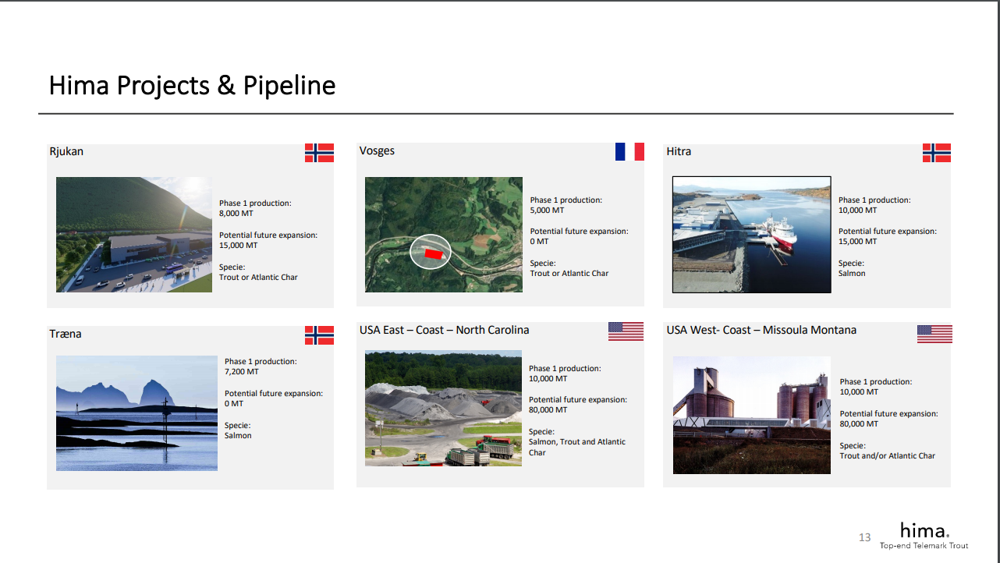 Hima Projects & Pipeline
Rjukan
Phase 1 production:
8,000 MT
Potential future expansion:
15,000 MT
Specie:
Trout or Atlantic Char
Vosges
Phase 1 production:
5,000 MT
Potential future expansion:
0 MT
Specie:
Trout or Atlantic Char
Hitra
Phase 1 production:
10,000 MT
Potential future expansion:
15,000 MT
Specie:
Salmon
Træna
Phase 1 production:
7,200 MT
Potential future expansion:
0 MT
Specie:
Salmon
USA East – Coast – North Carolina
Phase 1 production:
10,000 MT
Potential future expansion:
80,000 MT
Specie:
Salmon, Trout and Atlantic
Char
USA West- Coast – Missoula Montana
Phase 1 production:
10,000 MT
Potential future expansion:
80,000 MT
Specie:
Trout and/or Atlantic Char
13
hima.
Top-end Telemark Trout